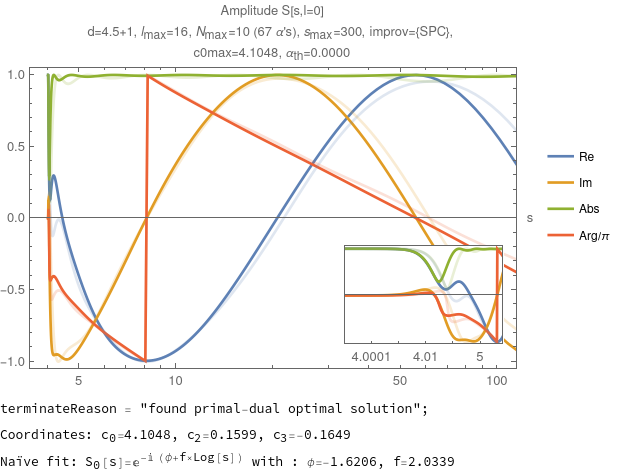 Amplitude S[s,l=0]
d=4.5+1, lmax=16, Nmax=10 (67 α's), smax=300, improv={SPC},
c0max=4.1048, αth=0.0000
1.0
0.5
0.0
-0.5
-1.0
5 10 50 100
s
Re
Im
Abs
Arg/π
4.0001 4.01 5
terminateReason = "found primal-dual optimal solution";
Coordinates: c0=4.1048, c2=0.1599, c3=-0.1649
Naïve fit: S0[s]=e^-i (ϕ+f×Log[s]) with : ϕ=-1.6206, f=2.0339